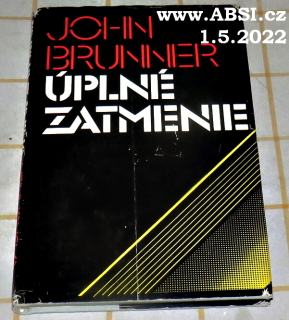 www.ABSI.cz
1.5.2022
JOHN
BRUNNER
ÚPLNÉ
ZATMENIE